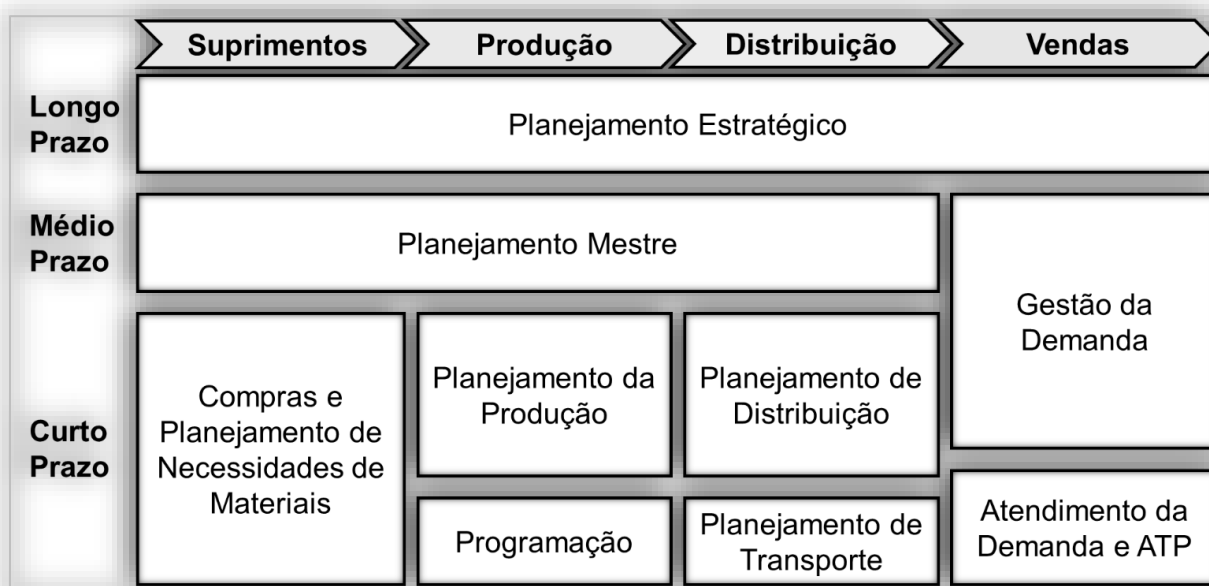 Suprimentos
Produção
Distribuição
Vendas
Longo
Prazo
Planejamento Estratégico
Médio
Prazo
Planejamento Mestre
Gestão da
Demanda
Curto
Prazo
Compras e
Planejamento de
Necessidades de
Materiais
Planejamento da
Produção
Planejamento de
Distribuição
Programação
Planejamento de
Transporte
Atendimento da
Demanda e ATP